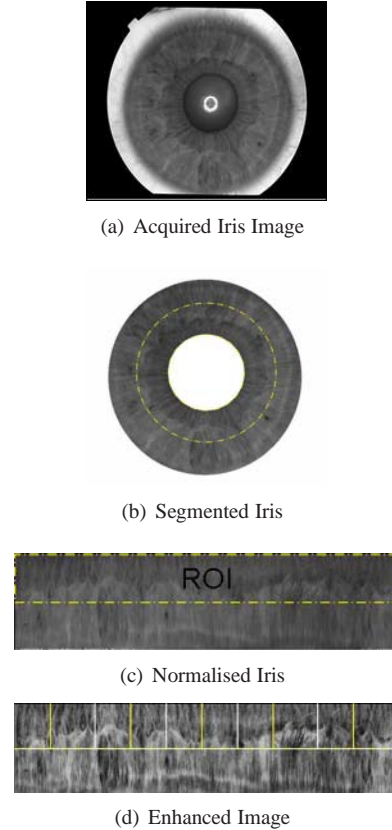 (a) Acquired Iris Image
(b) Segmented Iris
ROI
(c) Normalised Iris
(d) Enhanced Image